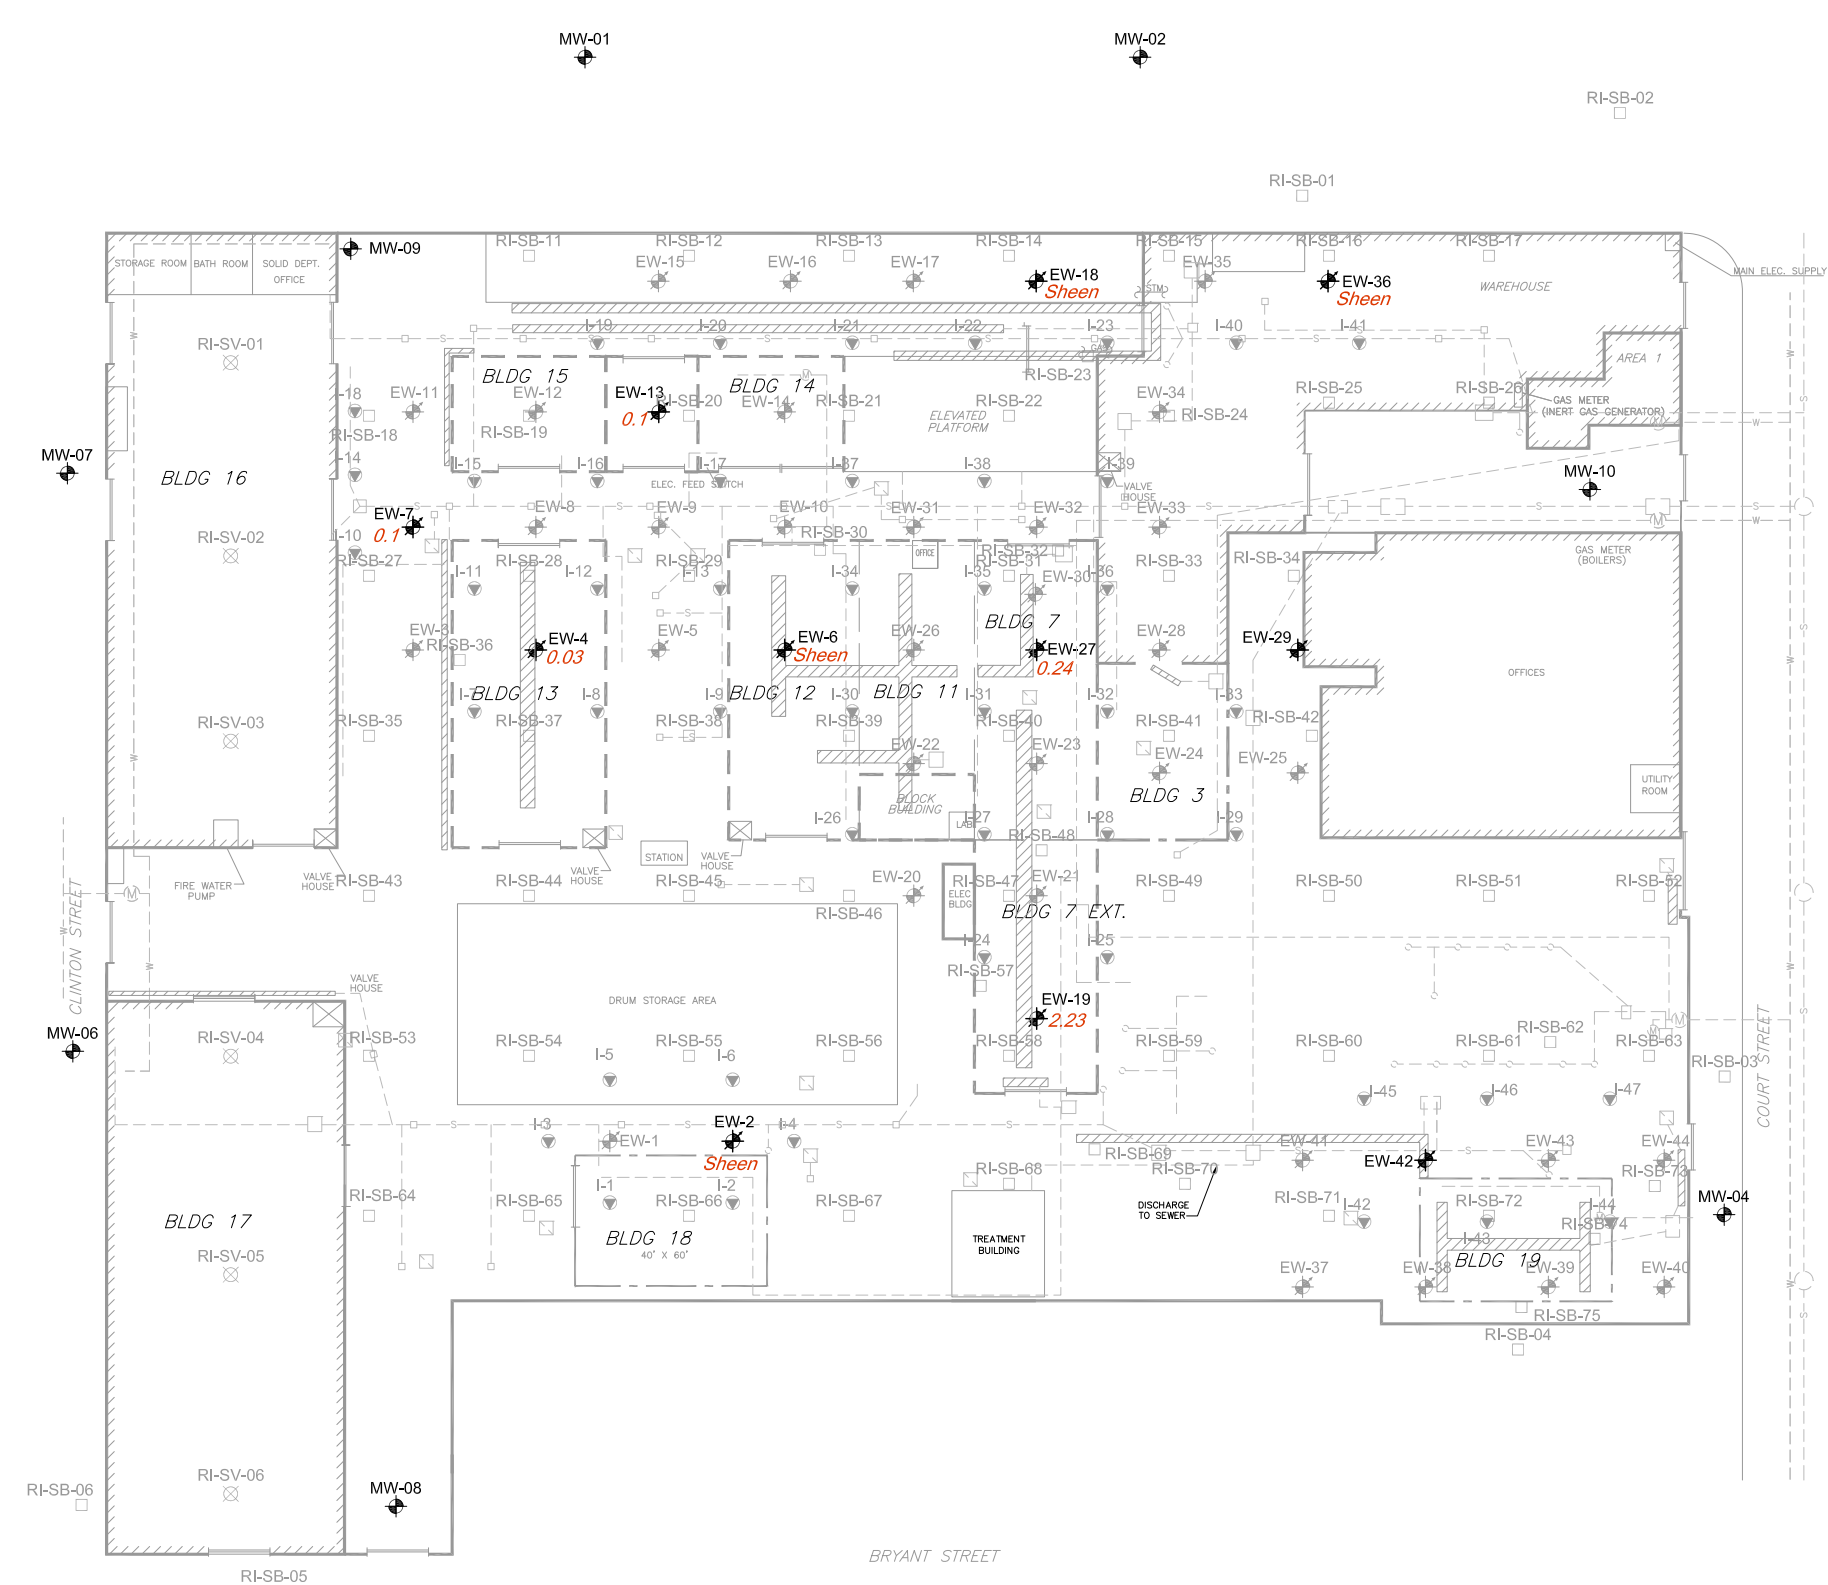 MW-01
MW-02
RI-SB-02
RI-SB-01
MW-09
RI-SB-11
RI-SB-12
RI-SB-13
RI-SB-14
RI-SB-15
RI-SB-16
RI-SB-17
STORAGE ROOM
BATH ROOM
SOLID DEPT.
OFFICE
EW-15
EW-16
EW-17
EW-18
Sheen
EW-35
EW-36
Sheen
WAREHOUSE
MAIN ELEC. SUPPLY
STM
RI-SV-01
I-19
I-20
I-21
I-22
I-23
I-40
I-41
GAS
AREA 1
BLDG 15
BLDG 14
RI-SB-23
RI-SB-25
RI-SB-26
I-18
EW-11
EW-12
EW-13
0.1
RI-SB-20
EW-14
RI-SB-21
RI-SB-22
EW-34
RI-SB-24
GAS METER
(INERT GAS GENERATOR)
RI-SB-18
RI-SB-19
ELEVATED
PLATFORM
MW-07
BLDG 16
I-14
I-15
I-16
I-17
I-37
I-38
I-39
MW-10
ELEC. FEED SWITCH
VALVE
HOUSE
EW-7
0.1
EW-8
EW-9
EW-10
EW-31
EW-32
EW-33
RI-SV-02
I-10
RI-SB-30
RI-SB-27
RI-SB-28
RI-SB-29
OFFICE
RI-SB-32
RI-SB-31
RI-SB-33
RI-SB-34
GAS METER
(BOILERS)
I-11
I-12
I-13
I-34
I-35
EW-30
I-36
BLDG 7
EW-3
RI-SB-36
EW-4
0.03
EW-5
EW-6
Sheen
EW-26
EW-27
0.24
EW-28
EW-29
OFFICES
I-7
BLDG 13
I-8
I-9
BLDG 12
I-30
BLDG 11
I-31
I-32
I-33
RI-SV-03
RI-SB-35
RI-SB-37
RI-SB-38
RI-SB-39
RI-SB-40
RI-SB-41
RI-SB-42
EW-22
EW-23
EW-24
EW-25
BLDG 3
UTILITY
ROOM
BLOCK
BUILDING
LAB
I-26
I-27
RI-SB-48
I-28
I-29
STATION
VALVE
HOUSE
VALVE
HOUSE
VALVE
HOUSE
FIRE WATER
PUMP
RI-SB-43
RI-SB-44
RI-SB-45
RI-SB-46
EW-20
ELEC
BLDG
RI-SB-47
EW-21
RI-SB-49
RI-SB-50
RI-SB-51
RI-SB-52
BLDG 7 EXT.
CLINTON STREET
I-24
I-25
RI-SB-57
VALVE
HOUSE
DRUM STORAGE AREA
EW-19
2.23
MW-06
RI-SV-04
RI-SB-53
RI-SB-54
RI-SB-55
RI-SB-56
RI-SB-58
RI-SB-59
RI-SB-60
RI-SB-61
RI-SB-62
RI-SB-63
RI-SB-03
COURT STREET
I-5
I-6
I-45
I-46
I-47
I-3
EW-1
EW-2
Sheen
I-4
RI-SB-69
EW-41
EW-42
EW-43
EW-44
RI-SB-68
RI-SB-70
RI-SB-73
RI-SB-64
RI-SB-65
I-1
RI-SB-66
I-2
RI-SB-67
DISCHARGE
TO SEWER
RI-SB-71
I-42
RI-SB-72
I-44
MW-04
BLDG 17
BLDG 18
40' X 60'
TREATMENT
BUILDING
I-43
RI-SB-74
BLDG 19
RI-SV-05
EW-37
EW-38
EW-39
EW-40
RI-SB-75
RI-SB-04
RI-SV-06
RI-SB-06
MW-08
BRYANT STREET
RI-SB-05